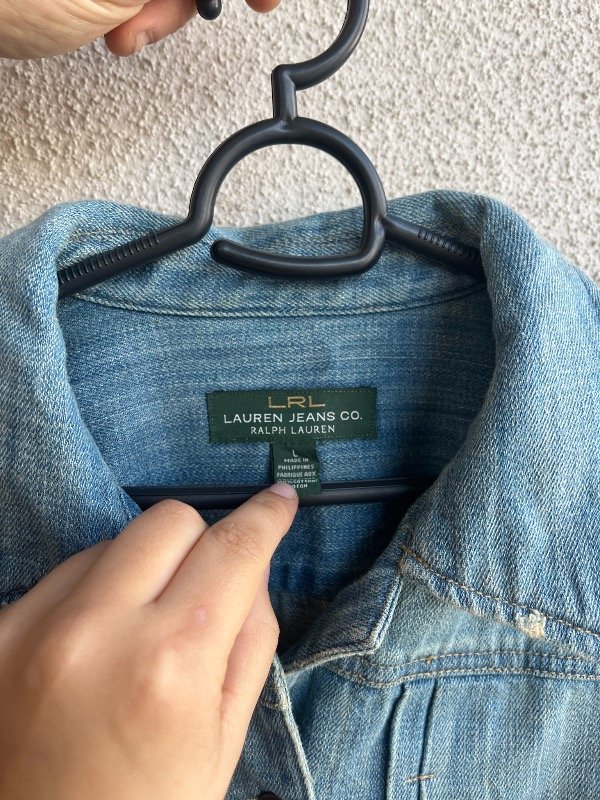 LRL
LAUREN JEANS CO.
RALPH LAUREN
L
MADE IN
PHILIPPINES
FABRIQUE AUX